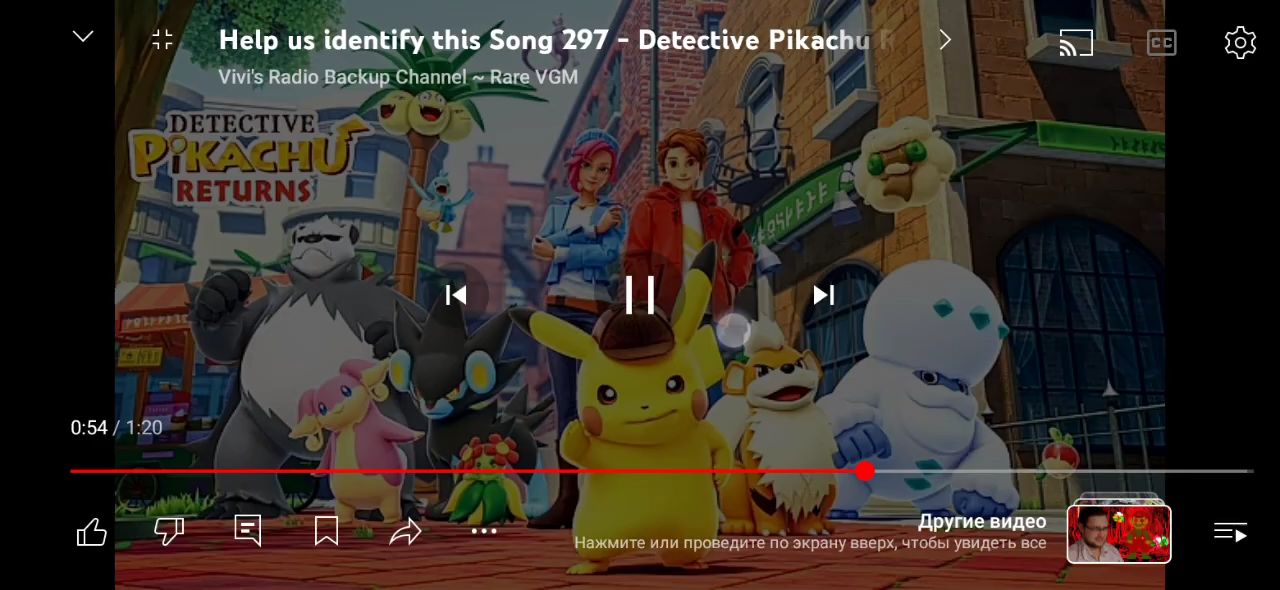 Help us identify this Song 297 - Detective Pikachu
Vivi's Radio Backup Channel ~ Rare VGM
CC
DETECTIVE
PIKACHU
RETURNS
0:54 / 1:20
Другие видео
Нажмите или проведите по экрану вверх, чтобы увидеть все